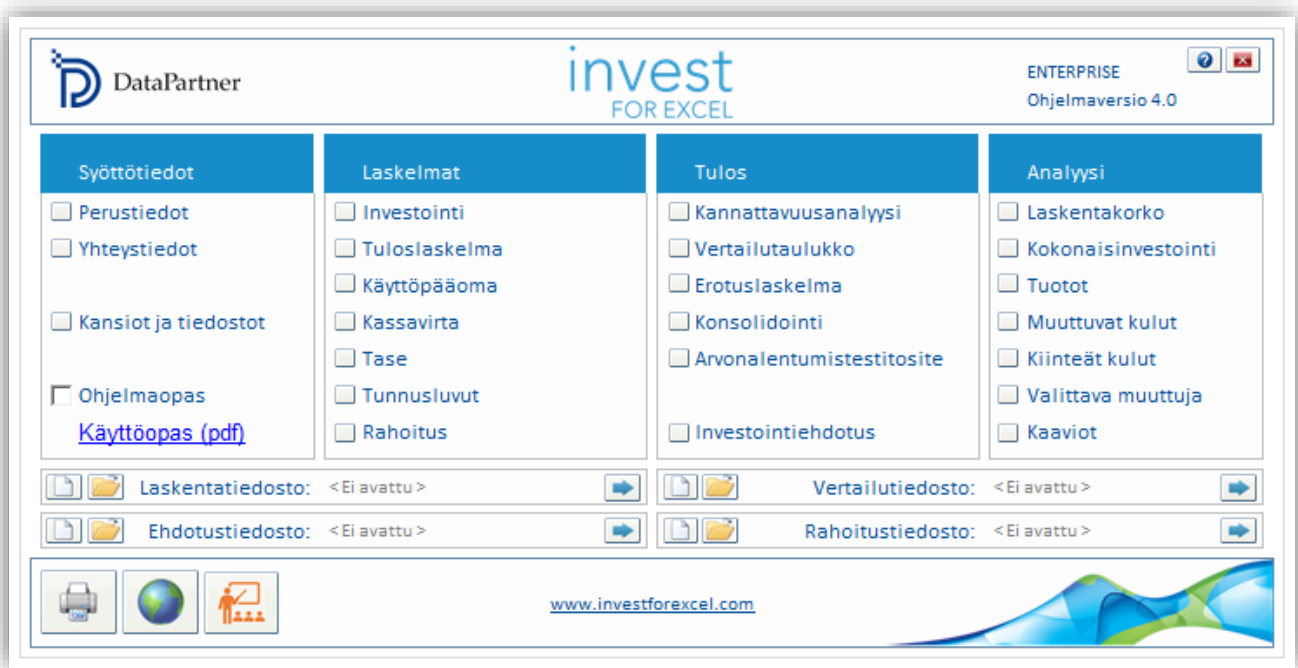 DataPartner
invest
FOR EXCEL
ENTERPRISE
Ohjelmaversio 4.0
Syöttötiedot
Perustiedot
Yhteystiedot
Kansiot ja tiedostot
Ohjelmaopas
Käyttöopas (pdf)
Laskelmat
Investointi
Tuloslaskelma
Käyttöpääoma
Kassavirta
Tase
Tunnusluvut
Rahoitus
Tulos
Kannattavuusanalyysi
Vertailutaulukko
Erotuslaskelma
Konsolidointi
Arvonalentumistestitosite
Investointiehdotus
Analyysi
Laskentakorko
Kokonaisinvestointi
Tuotot
Muuttuvat kulut
Kiinteät kulut
Valittava muuttuja
Kaaviot
Laskentatiedosto: <Ei avattu>
Vertailutiedosto: <Ei avattu>
Ehdotustiedosto: <Ei avattu>
Rahoitustiedosto: <Ei avattu>
www.investforexcel.com